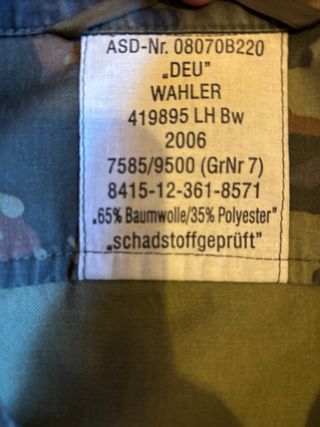 ASD-Nr. 08070B220
„DEU"
WAHLER
419895 LH Bw
2006
7585/9500 (GrNr 7)
8415-12-361-8571
„65% Baumwolle/35% Polyester"
„schadstoffgeprüft"